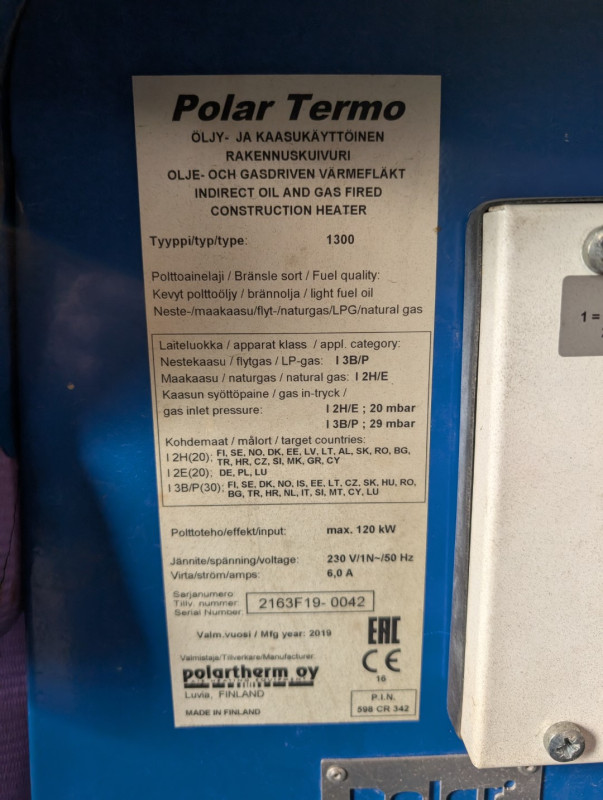 Polar Termo
ÖLJY- JA KAASUKÄYTTÖINEN
RAKENNUSKUIVURI
OLJE- OCH GASDRIVEN VÄRMEFLÄKT
INDIRECT OIL AND GAS FIRED
CONSTRUCTION HEATER
Tyyppi/typ/type: 1300
Polttoainelaji / Bränsle sort / Fuel quality:
Kevyt polttoöljy / brännolja / light fuel oil
Neste-/maakaasu/flyt-/naturgas/LPG/natural gas
Laiteluokka / apparat klass / appl. category:
Nestekaasu / flytgas / LP-gas: I 3B/P
Maakaasu / naturgas / natural gas: I 2H/E
Kaasun syöttöpaine / gas in-tryck /
gas inlet pressure: I 2H/E ; 20 mbar
I 3B/P ; 29 mbar
Kohdemaat / målort / target countries:
I 2H(20): FI, SE, NO, DK, EE, LV, LT, AL, SK, RO, BG,
TR, HR, CZ, SI, MK, GR, CY
I 2E(20): DE, PL, LU
I 3B/P(30): FI, SE, DK, NO, IS, EE, LT, CZ, SK, HU, RO,
BG, TR, HR, NL, IT, SI, MT, CY, LU
Polttoteho/effekt/input: max. 120 kW
Jännite/spänning/voltage: 230 V/1N~/50 Hz
Virta/ström/amps: 6,0 A
Sarjanumero
Tillv. nummer:
Serial Number: 2163F19- 0042
Valm.vuosi / Mfg year: 2019
EAC
CE
16
Valmistaja/Tillverkare/Manufacturer:
polartherm oy
Luvia, FINLAND
MADE IN FINLAND
P.I.N.
598 CR 342
1 =
polar